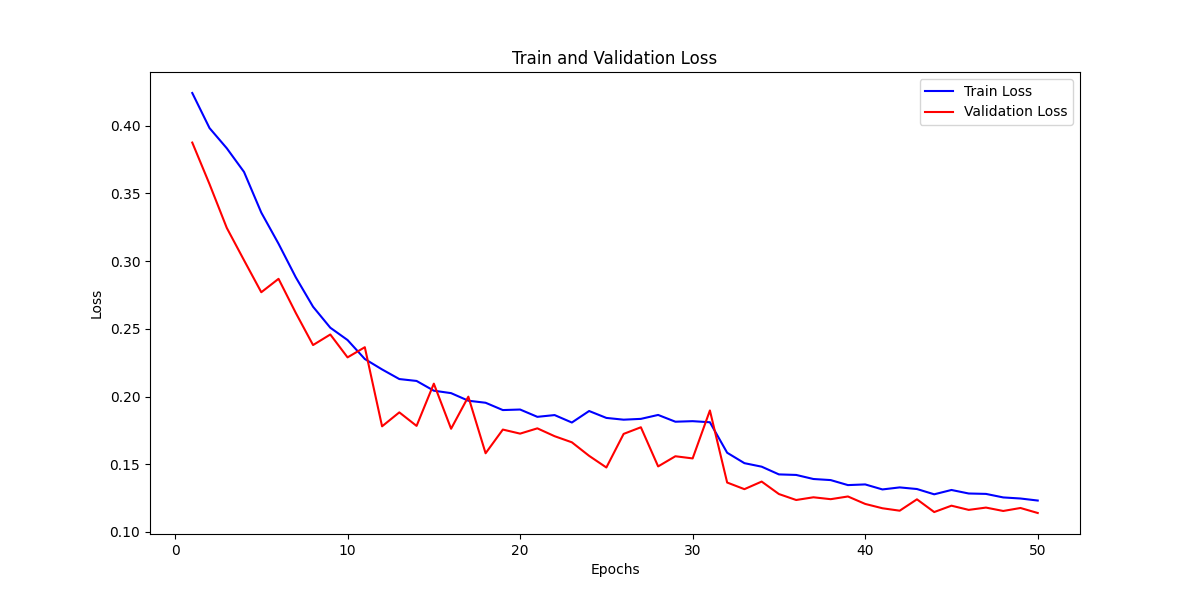 Train and Validation Loss
Train Loss
Validation Loss
0.40
0.35
0.30
0.25
0.20
0.15
0.10
Loss
0 10 20 30 40 50
Epochs